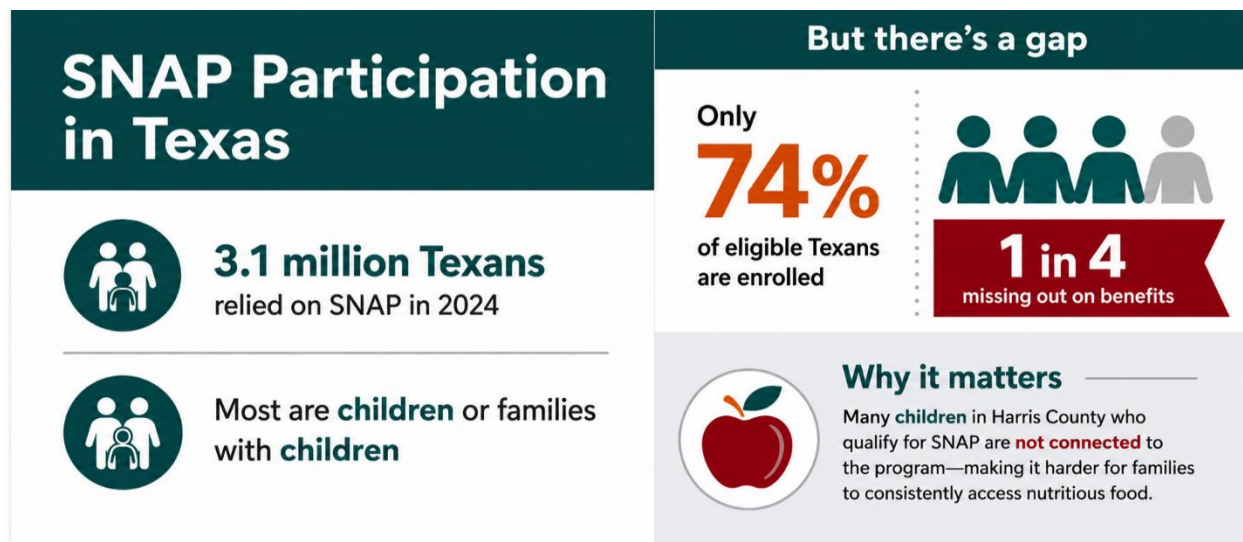 SNAP Participation
in Texas
3.1 million Texans
relied on SNAP in 2024
Most are children or families
with children
But there’s a gap
Only
74%
of eligible Texans
are enrolled
1 in 4
missing out on benefits
Why it matters
Many children in Harris County who
qualify for SNAP are not connected to
the program—making it harder for families
to consistently access nutritious food.